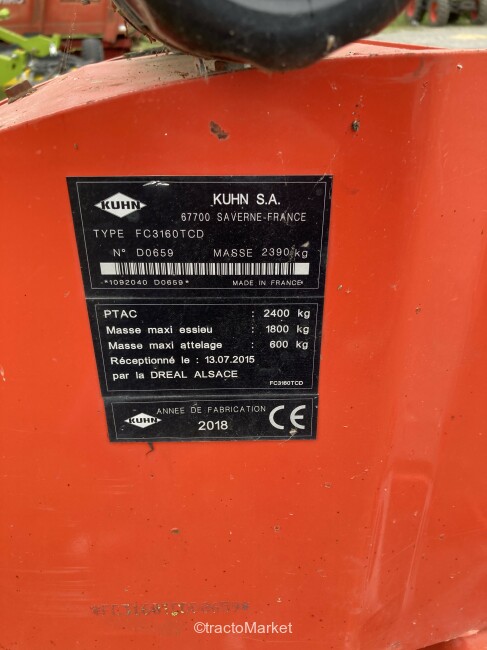 KUHN
KUHN S.A.
67700 SAVERNE-FRANCE
TYPE FC3160TCD
N° D0659 MASSE 2390 kg
*1092040 D0659* MADE IN FRANCE
PTAC : 2400 kg
Masse maxi essieu : 1800 kg
Masse maxi attelage : 600 kg
Réceptionné le : 13.07.2015
par la DREAL ALSACE
FC3160TCD
KUHN
ANNEE DE FABRICATION
2018
CE
©tractoMarket